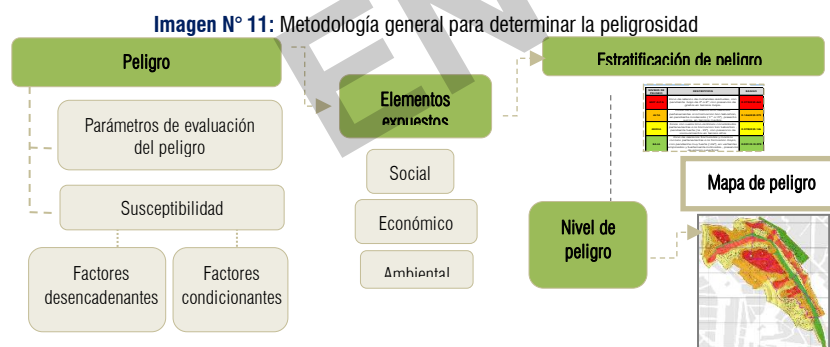 Imagen N° 11: Metodología general para determinar la peligrosidad
Peligro
Parámetros de evaluación
del peligro
Susceptibilidad
Factores
desencadenantes
Factores
condicionantes
Elementos
expuestos
Social
Económico
Ambiental
Estratificación de peligro
Nivel de
peligro
Mapa de peligro
EN